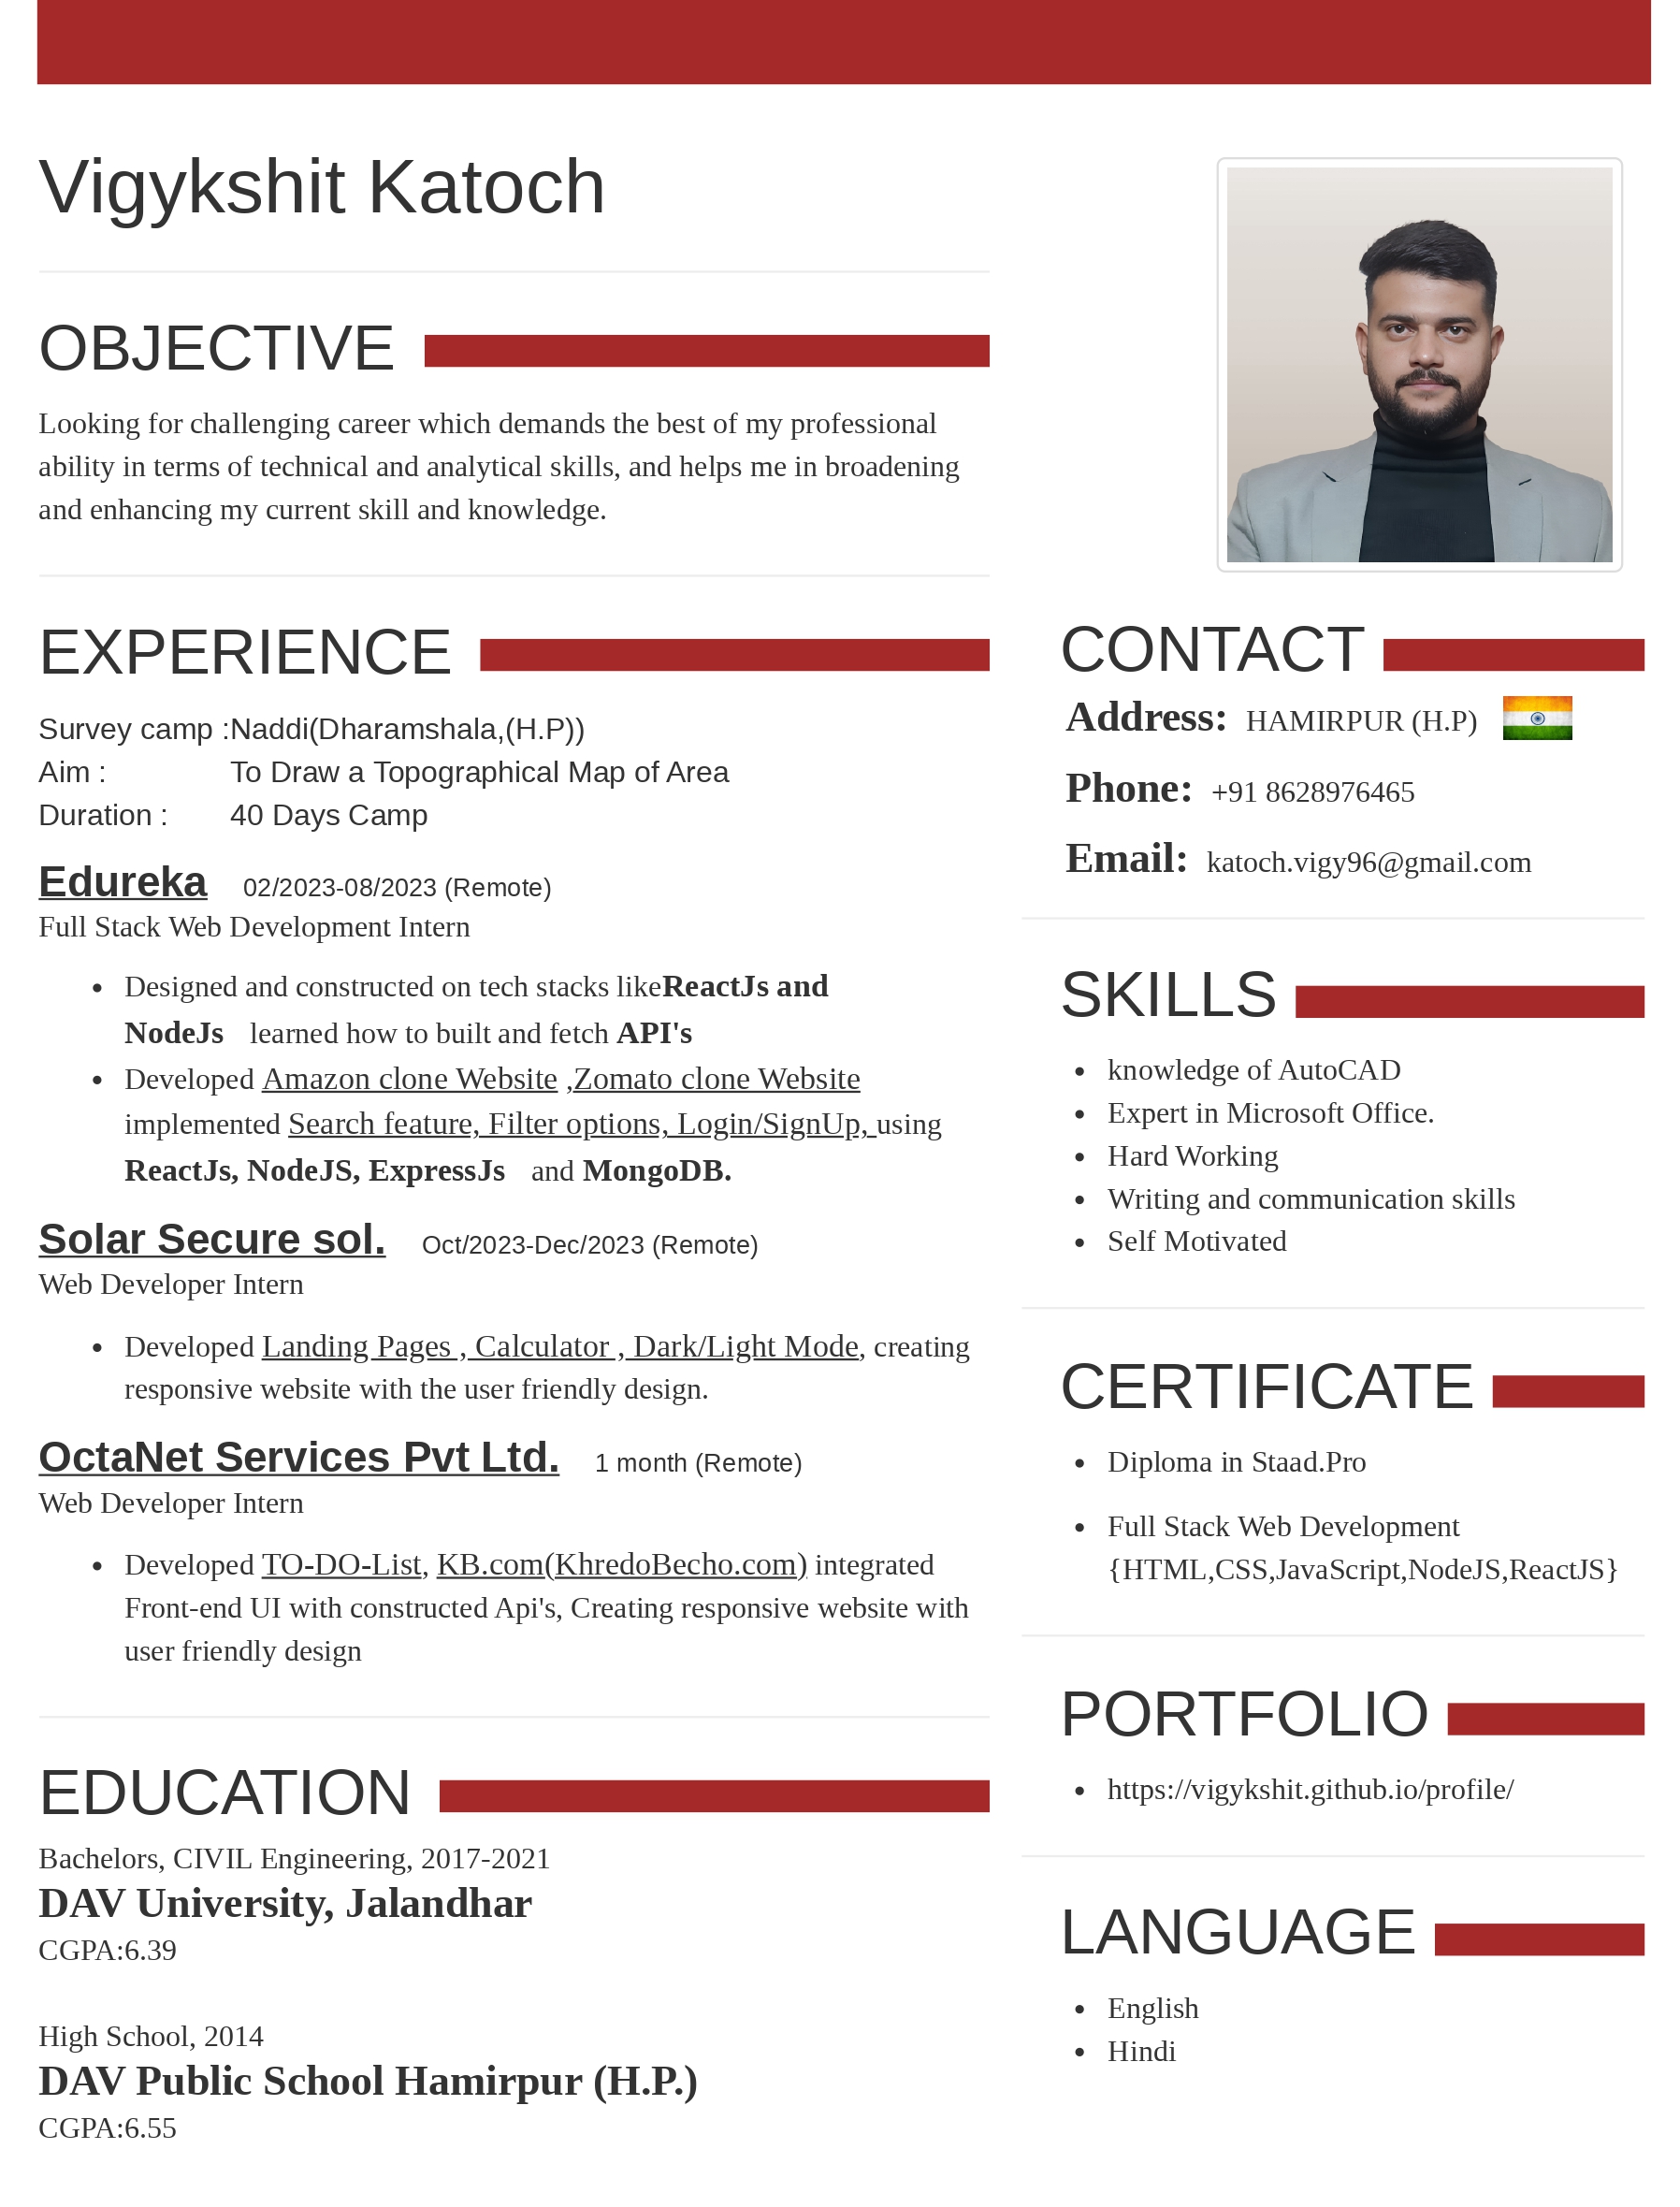 Vigykshit Katoch
OBJECTIVE
Looking for challenging career which demands the best of my professional
ability in terms of technical and analytical skills, and helps me in broadening
and enhancing my current skill and knowledge.
EXPERIENCE
Survey camp :Naddi(Dharamshala,(H.P))
Aim : To Draw a Topographical Map of Area
Duration : 40 Days Camp
Edureka 02/2023-08/2023 (Remote)
Full Stack Web Development Intern
• Designed and constructed on tech stacks likeReactJs and
NodeJs learned how to built and fetch API's
• Developed Amazon clone Website ,Zomato clone Website
implemented Search feature, Filter options, Login/SignUp, using
ReactJs, NodeJS, ExpressJs and MongoDB.
Solar Secure sol. Oct/2023-Dec/2023 (Remote)
Web Developer Intern
• Developed Landing Pages , Calculator , Dark/Light Mode, creating
responsive website with the user friendly design.
OctaNet Services Pvt Ltd. 1 month (Remote)
Web Developer Intern
• Developed TO-DO-List, KB.com(KhredoBecho.com) integrated
Front-end UI with constructed Api's, Creating responsive website with
user friendly design
EDUCATION
Bachelors, CIVIL Engineering, 2017-2021
DAV University, Jalandhar
CGPA:6.39
High School, 2014
DAV Public School Hamirpur (H.P.)
CGPA:6.55
CONTACT
Address: HAMIRPUR (H.P)
Phone: +91 8628976465
Email: katoch.vigy96@gmail.com
SKILLS
• knowledge of AutoCAD
• Expert in Microsoft Office.
• Hard Working
• Writing and communication skills
• Self Motivated
CERTIFICATE
• Diploma in Staad.Pro
• Full Stack Web Development
{HTML,CSS,JavaScript,NodeJS,ReactJS}
PORTFOLIO
• https://vigykshit.github.io/profile/
LANGUAGE
• English
• Hindi